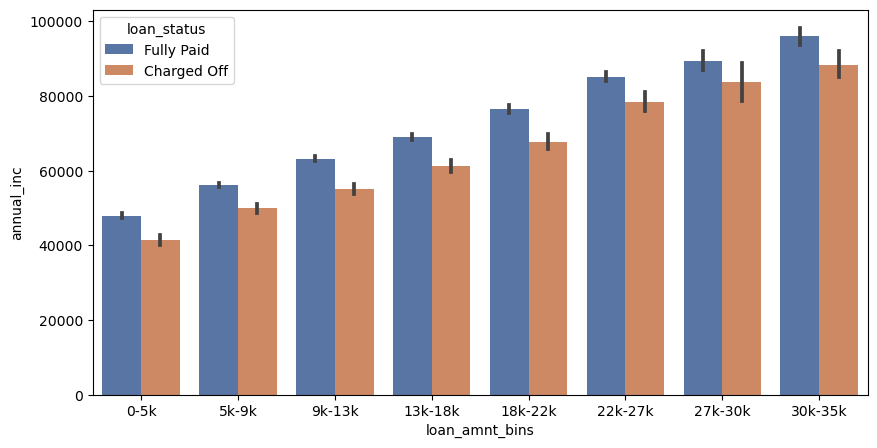 loan_status
Fully Paid
Charged Off
annual_inc
100000
80000
60000
40000
20000
0
0-5k 5k-9k 9k-13k 13k-18k 18k-22k 22k-27k 27k-30k 30k-35k
loan_amnt_bins